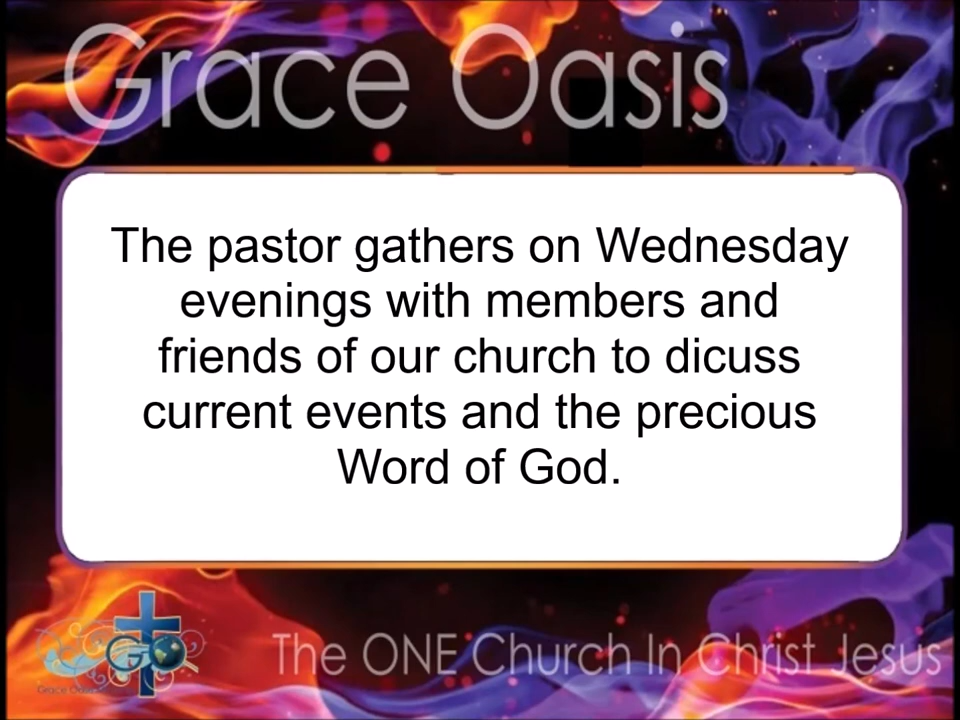 Grace Oasis
The pastor gathers on Wednesday
evenings with members and
friends of our church to dicuss
current events and the precious
Word of God.
GO
The ONE Church In Christ Jesus